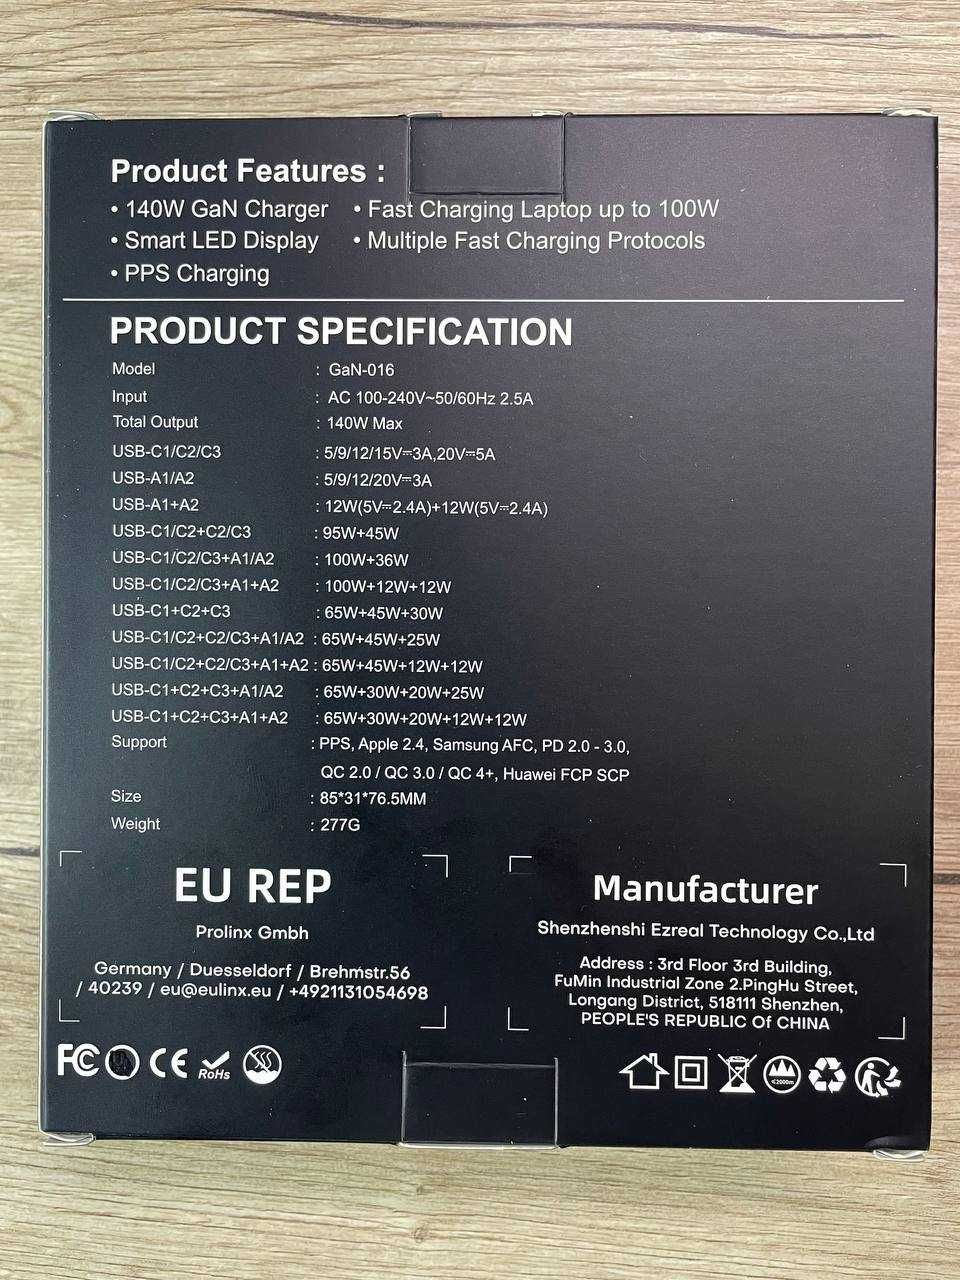 Product Features :
• 140W GaN Charger • Fast Charging Laptop up to 100W
• Smart LED Display • Multiple Fast Charging Protocols
• PPS Charging
PRODUCT SPECIFICATION
Model : GaN-016
Input : AC 100-240V~50/60Hz 2.5A
Total Output : 140W Max
USB-C1/C2/C3 : 5/9/12/15V⎓3A,20V⎓5A
USB-A1/A2 : 5/9/12/20V⎓3A
USB-A1+A2 : 12W(5V⎓2.4A)+12W(5V⎓2.4A)
USB-C1/C2+C2/C3 : 95W+45W
USB-C1/C2/C3+A1/A2 : 100W+36W
USB-C1/C2/C3+A1+A2 : 100W+12W+12W
USB-C1+C2+C3 : 65W+45W+30W
USB-C1/C2+C2/C3+A1/A2 : 65W+45W+25W
USB-C1/C2+C2/C3+A1+A2 : 65W+45W+12W+12W
USB-C1+C2+C3+A1/A2 : 65W+30W+20W+25W
USB-C1+C2+C3+A1+A2 : 65W+30W+20W+12W+12W
Support : PPS, Apple 2.4, Samsung AFC, PD 2.0 - 3.0,
QC 2.0 / QC 3.0 / QC 4+, Huawei FCP SCP
Size : 85*31*76.5MM
Weight : 277G
EU REP
Prolinx Gmbh
Germany / Duesseldorf / Brehmstr.56
/ 40239 / eu@eulinx.eu / +4921131054698
Manufacturer
Shenzhenshi Ezreal Technology Co.,Ltd
Address : 3rd Floor 3rd Building,
FuMin Industrial Zone 2.PingHu Street,
Longang District, 518111 Shenzhen,
PEOPLE'S REPUBLIC Of CHINA
FC CE RoHS
≤2000m